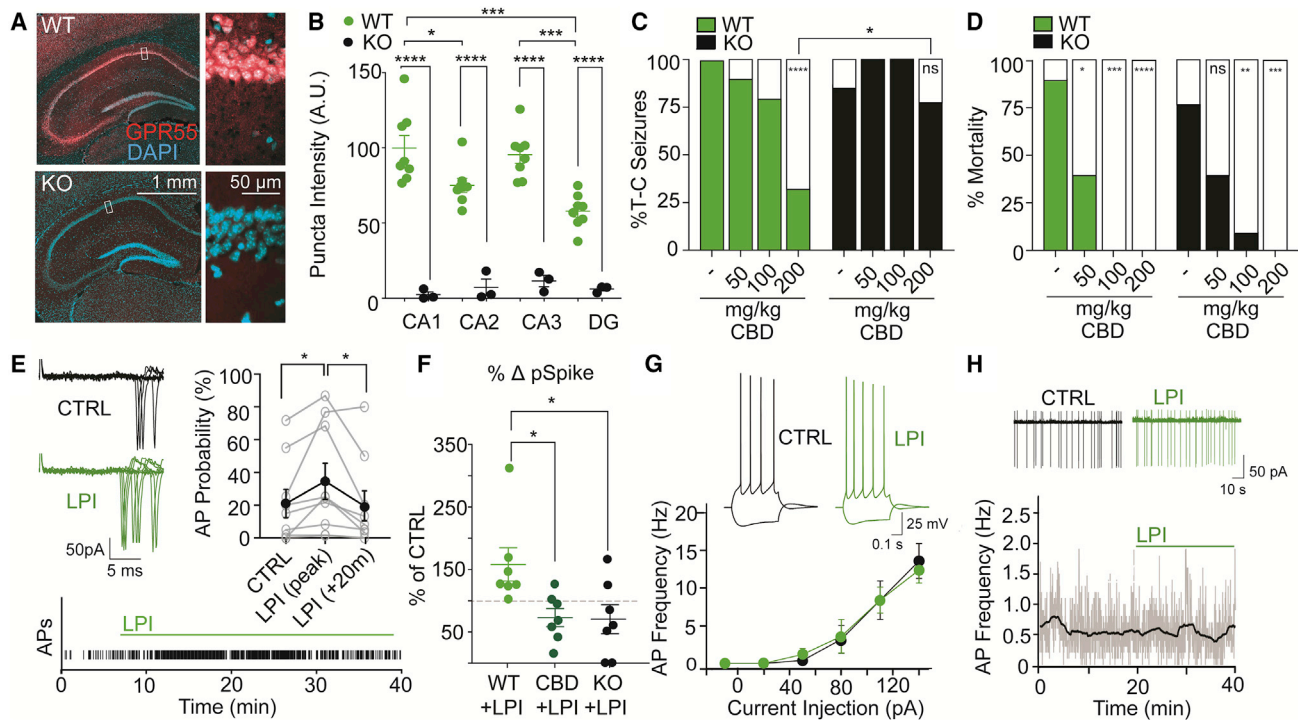 A
WT
GPR55
DAPI
KO
1 mm
50 µm
B
WT
KO
***
*
***
****
****
****
****
Puncta Intensity (A.U.)
150
100
50
0
CA1
CA2
CA3
DG
C
WT
KO
*
****
ns
%T-C Seizures
100
75
50
25
0
-
50
100
200
-
50
100
200
mg/kg
CBD
mg/kg
CBD
D
WT
KO
*
***
****
ns
**
***
% Mortality
100
75
50
25
0
-
50
100
200
-
50
100
200
mg/kg
CBD
mg/kg
CBD
E
CTRL
LPI
50pA
5 ms
AP Probability (%)
100
80
60
40
20
0
*
*
CTRL
LPI (peak)
LPI (+20m)
APs
LPI
0
10
20
30
40
Time (min)
F
% Δ pSpike
*
*
% of CTRL
350
250
150
50
WT
+LPI
CBD
+LPI
KO
+LPI
G
CTRL
LPI
25 mV
0.1 s
AP Frequency (Hz)
20
15
10
5
0
0
40
80
120
Current Injection (pA)
H
CTRL
LPI
50 pA
10 s
AP Frequency (Hz)
2.5
2.0
1.5
1.0
0.5
0
LPI
0
10
20
30
40
Time (min)